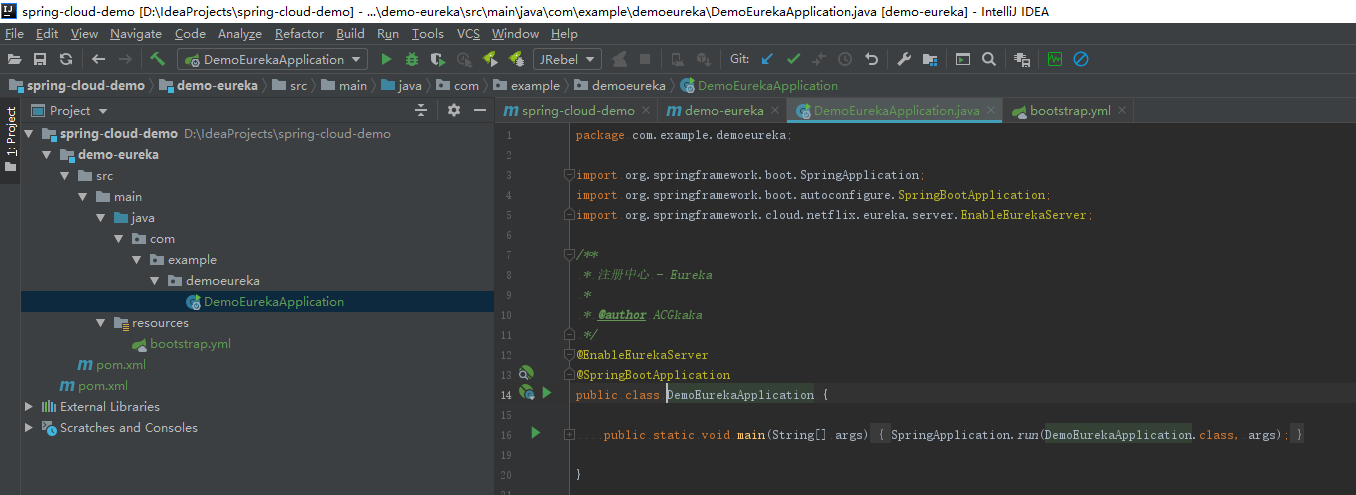 spring-cloud-demo [D:\IdeaProjects\spring-cloud-demo] - ...\demo-eureka\src\main\java\com\example\demoeureka\DemoEurekaApplication.java [demo-eureka] - IntelliJ IDEA
File Edit View Navigate Code Analyze Refactor Build Run Tools VCS Window Help
DemoEurekaApplication JRebel Git:
spring-cloud-demo demo-eureka src main java com example demoeureka DemoEurekaApplication
1: Project
Project
spring-cloud-demo D:\IdeaProjects\spring-cloud-demo
demo-eureka
src
main
java
com
example
demoeureka
DemoEurekaApplication
resources
bootstrap.yml
pom.xml
pom.xml
External Libraries
Scratches and Consoles
spring-cloud-demo demo-eureka DemoEurekaApplication.java bootstrap.yml
1 package com.example.demoeureka;
2
3 import org.springframework.boot.SpringApplication;
4 import org.springframework.boot.autoconfigure.SpringBootApplication;
5 import org.springframework.cloud.netflix.eureka.server.EnableEurekaServer;
6
7 /**
8 * 注册中心 - Eureka
9 *
10 * @author ACGkaka
11 */
12 @EnableEurekaServer
13 @SpringBootApplication
14 public class DemoEurekaApplication {
15
16 public static void main(String[] args) { SpringApplication.run(DemoEurekaApplication.class, args); }
19
20 }